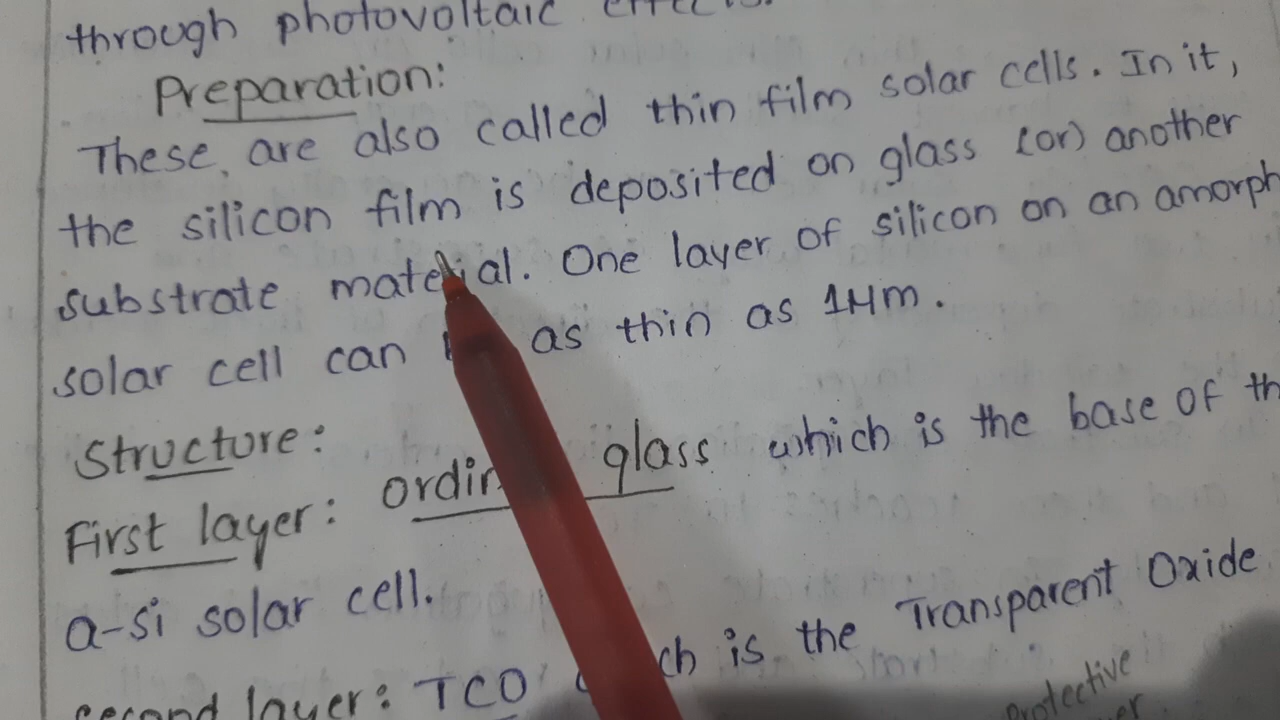 through photovoltaic effects.
Preparation:
These are also called thin film solar cells. In it,
the silicon film is deposited on glass (or) another
substrate material. One layer of silicon on an amorph
solar cell can as thin as 1μm.
Structure:
First layer: ordin glass which is the base of th
a-si solar cell.
second layer: TCO ch is the Transparent Oxide
protective